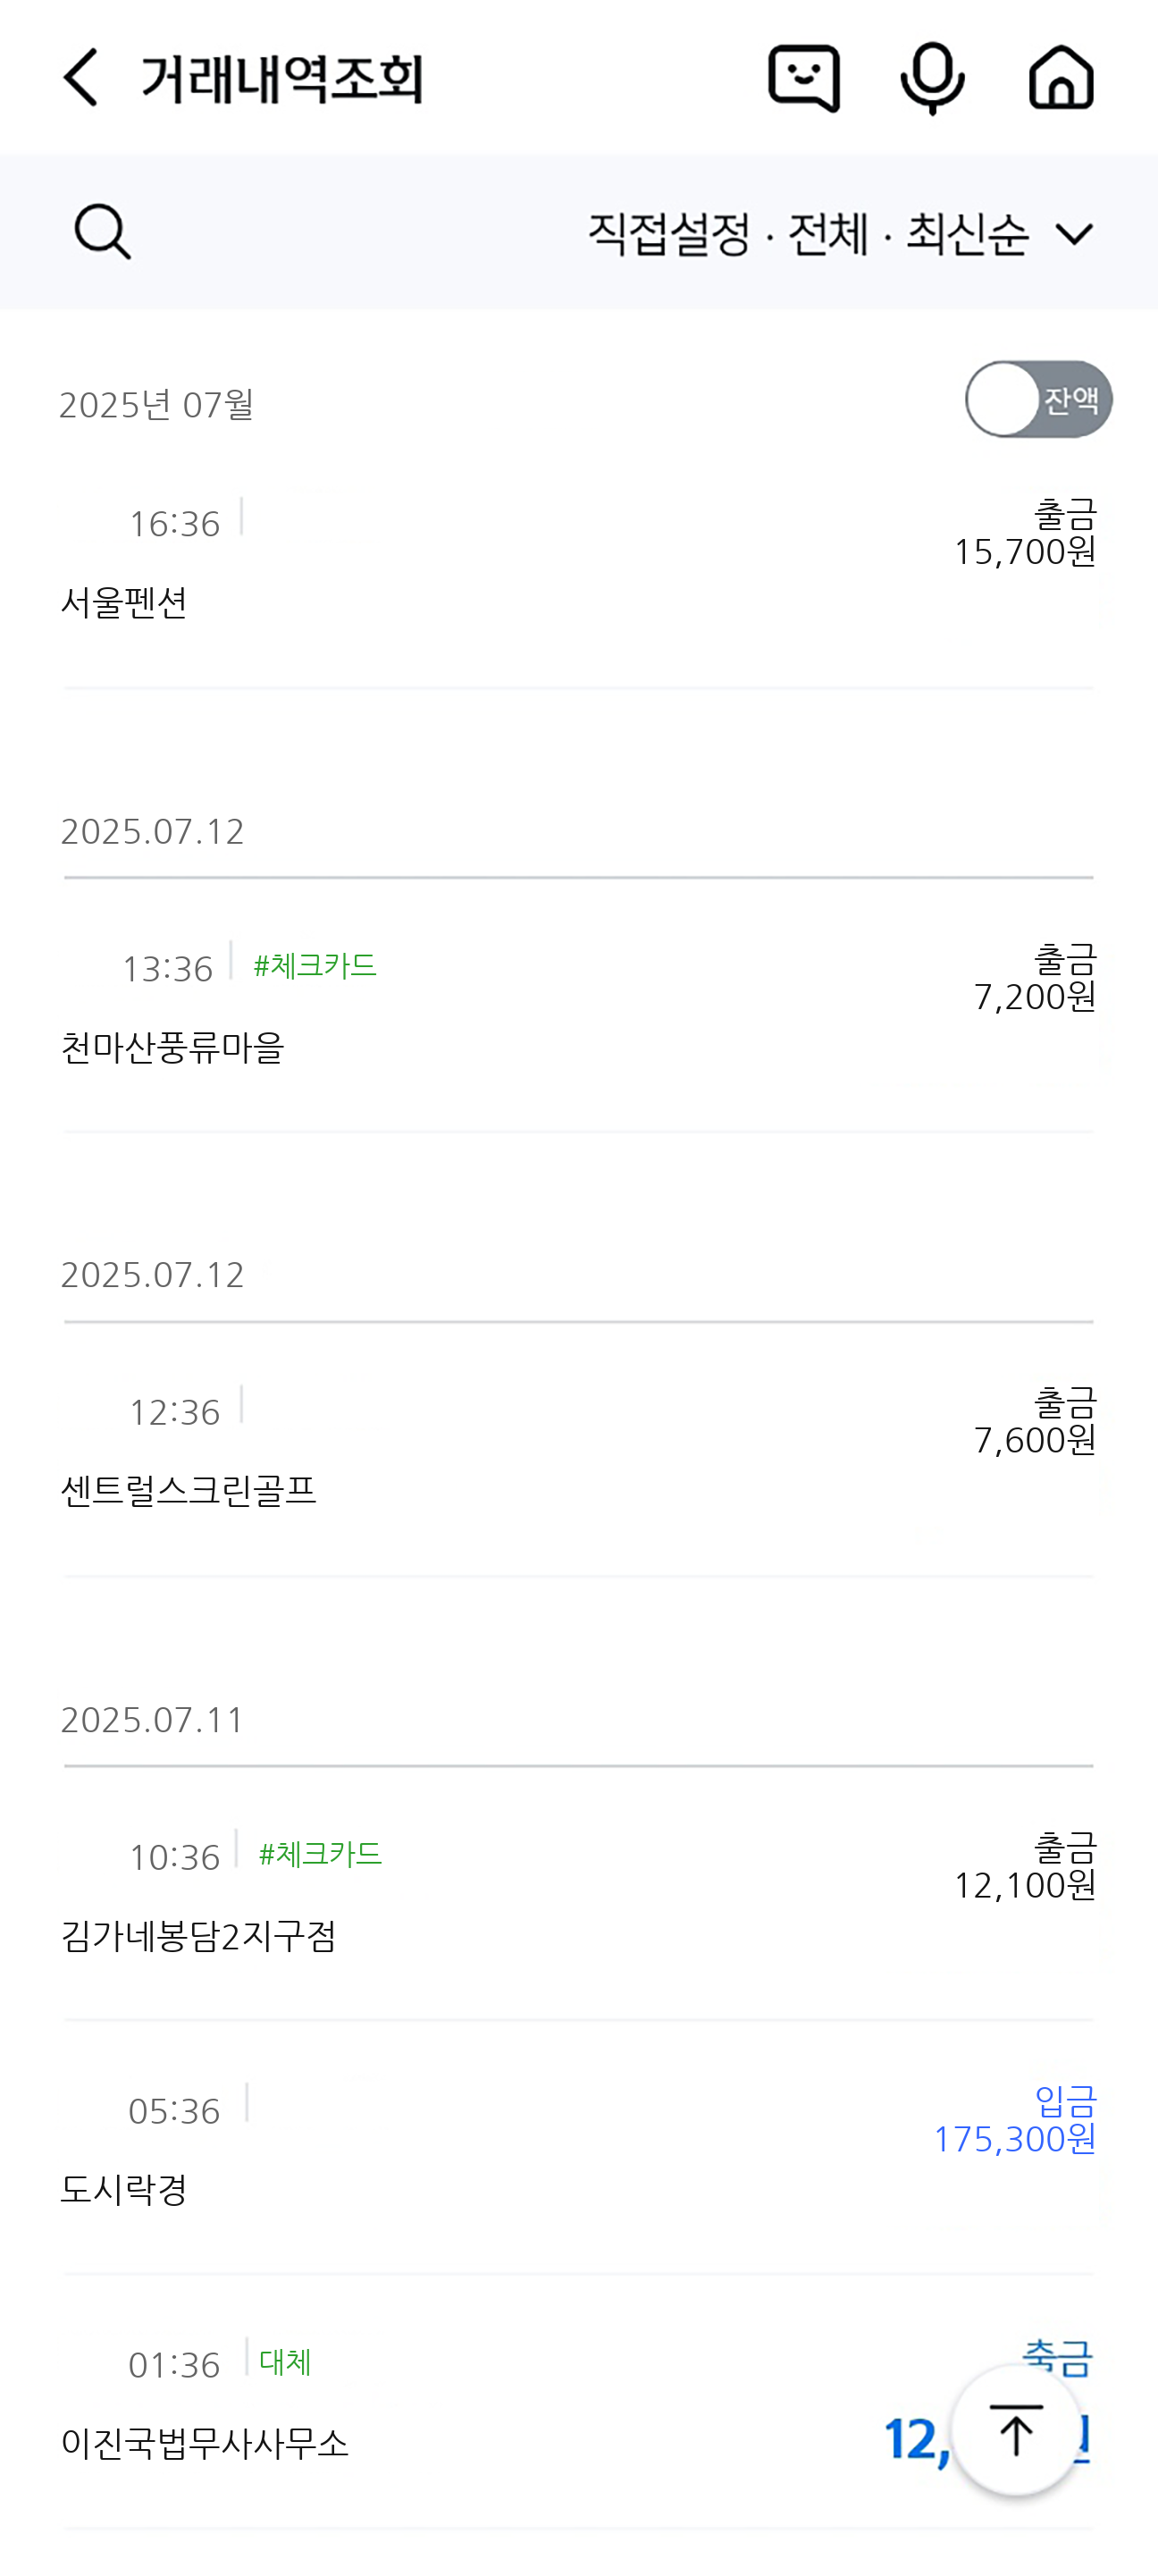 거래내역조회
직접설정 · 전체 · 최신순
2025년 07월
잔액
16:36
출금
15,700원
서울펜션
2025.07.12
13:36 #체크카드
출금
7,200원
천마산풍류마을
2025.07.12
12:36
출금
7,600원
센트럴스크린골프
2025.07.11
10:36 #체크카드
출금
12,100원
김가네봉담2지구점
05:36
입금
175,300원
도시락경
01:36 대체
12,
이진국법무사사무소